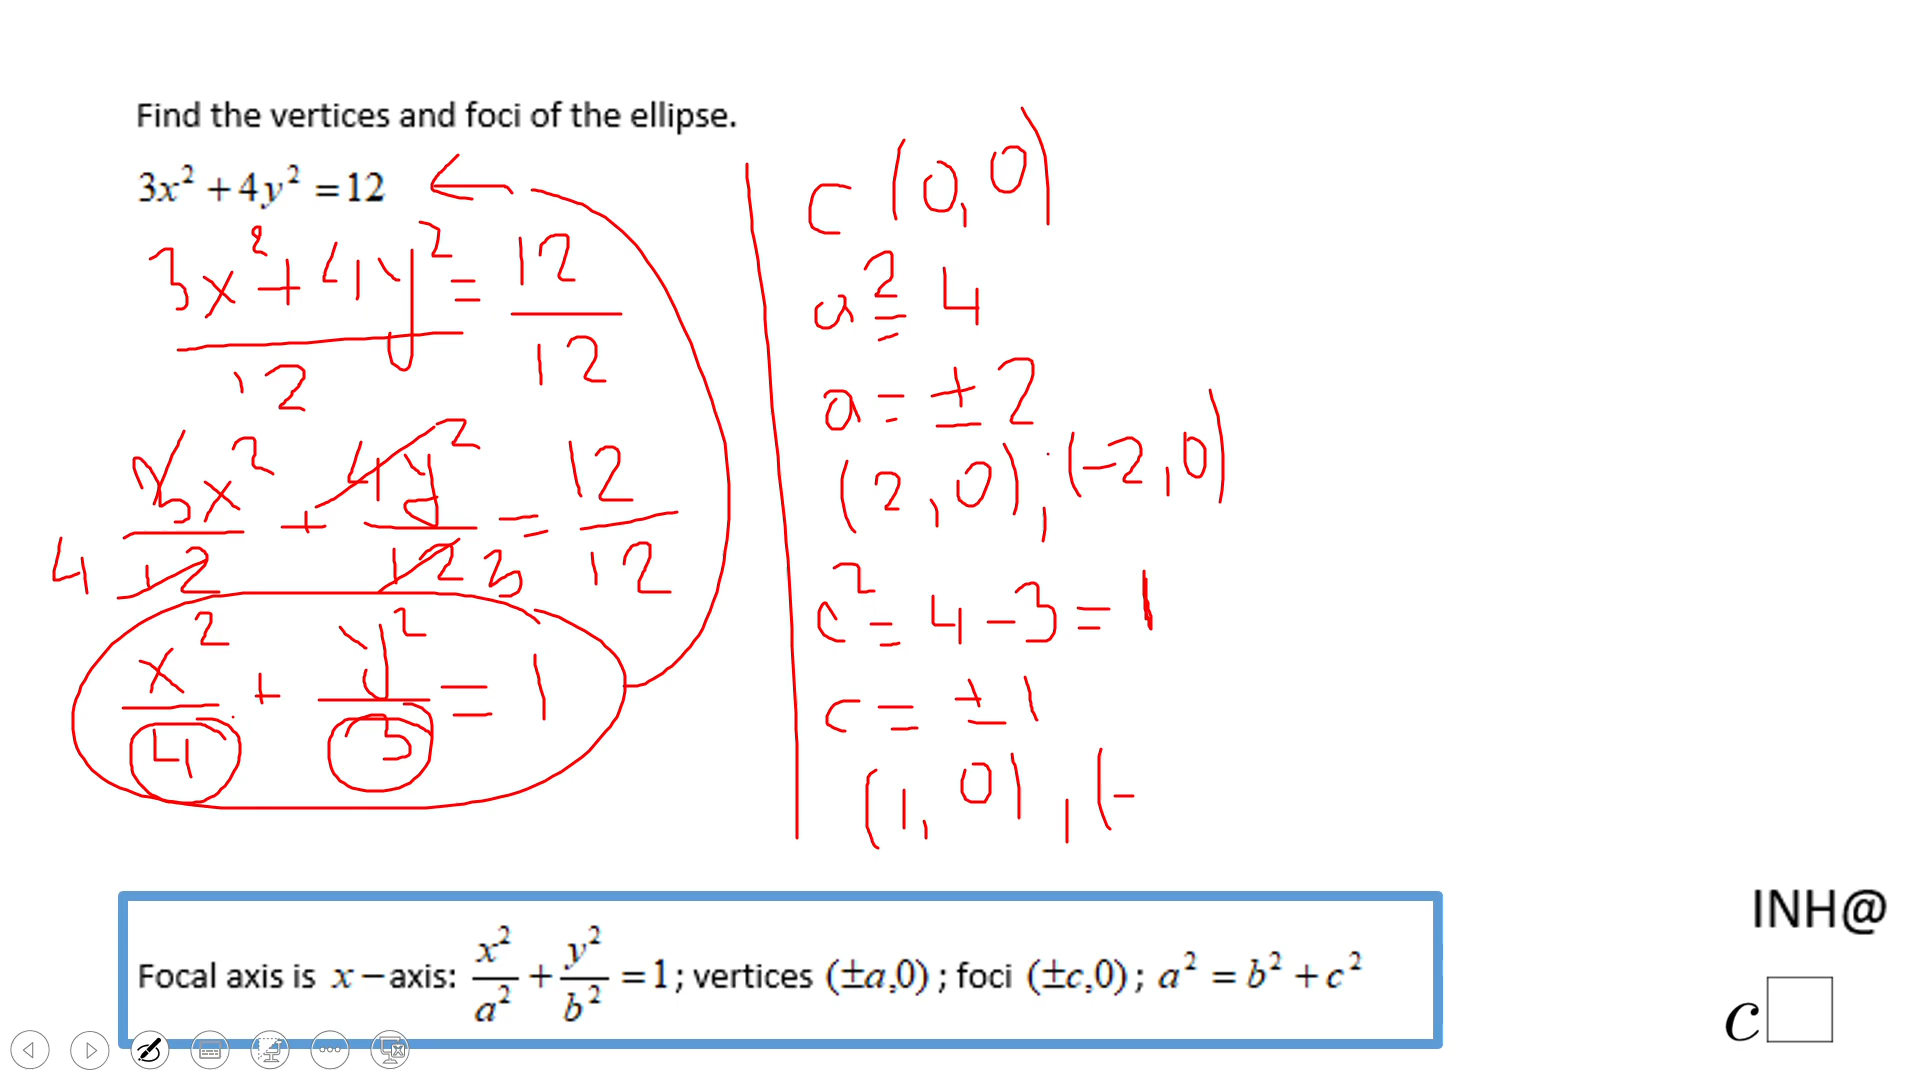 Find the vertices and foci of the ellipse.
3x² + 4y² = 12
3x² + 4y² / 12 = 12 / 12
3x² / 12 + 4y² / 12 = 12 / 12
4 3
x² / 4 + y² / 3 = 1
C (0, 0)
a² = 4
a = ± 2
(2, 0), (-2, 0)
c² = 4 - 3 = 1
c = ± 1
(1, 0), (-
Focal axis is x – axis: x² / a² + y² / b² = 1; vertices (±a,0); foci (±c,0); a² = b² + c²
INH@
c